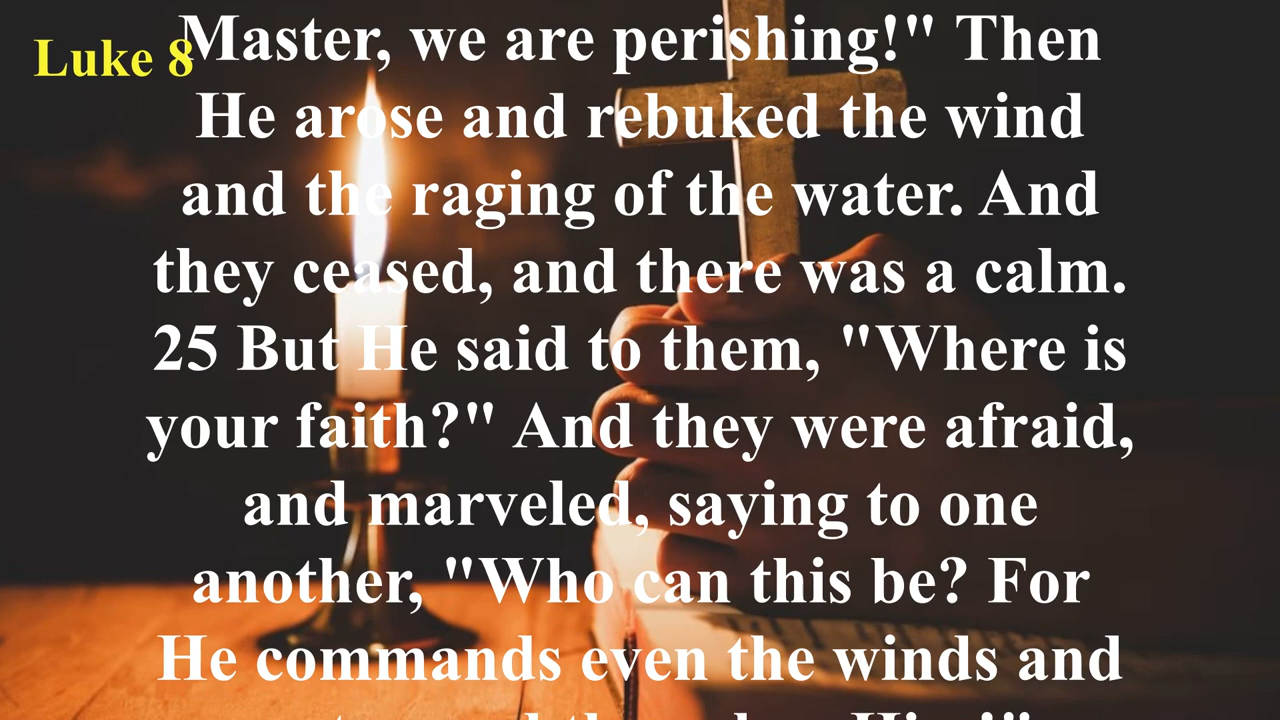 Luke 8
Master, we are perishing!" Then
He arose and rebuked the wind
and the raging of the water. And
they ceased, and there was a calm.
25 But He said to them, "Where is
your faith?" And they were afraid,
and marveled, saying to one
another, "Who can this be? For
He commands even the winds and